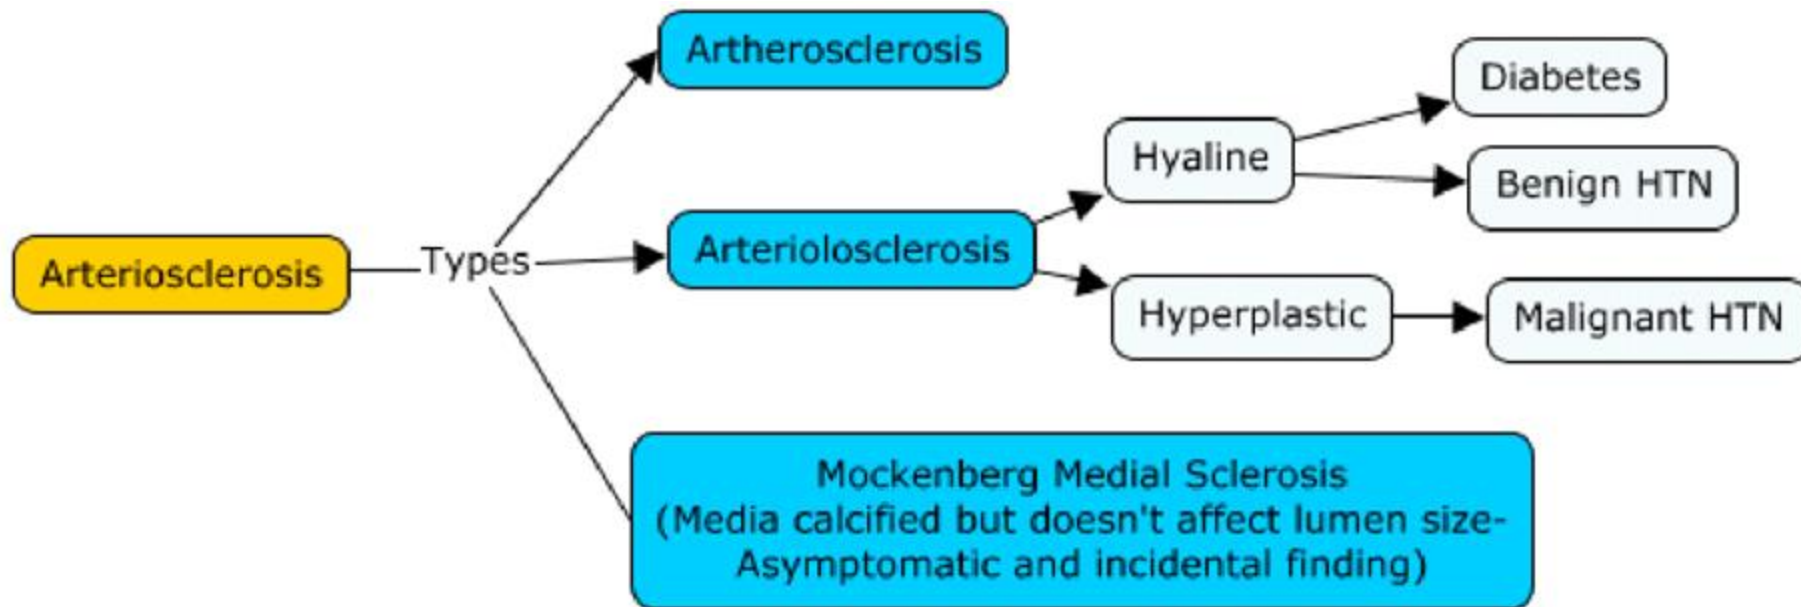 Artherosclerosis
Diabetes
Hyaline
Benign HTN
Arteriosclerosis
Types
Arteriolosclerosis
Hyperplastic
Malignant HTN
Mockenberg Medial Sclerosis
(Media calcified but doesn't affect lumen size-
Asymptomatic and incidental finding)